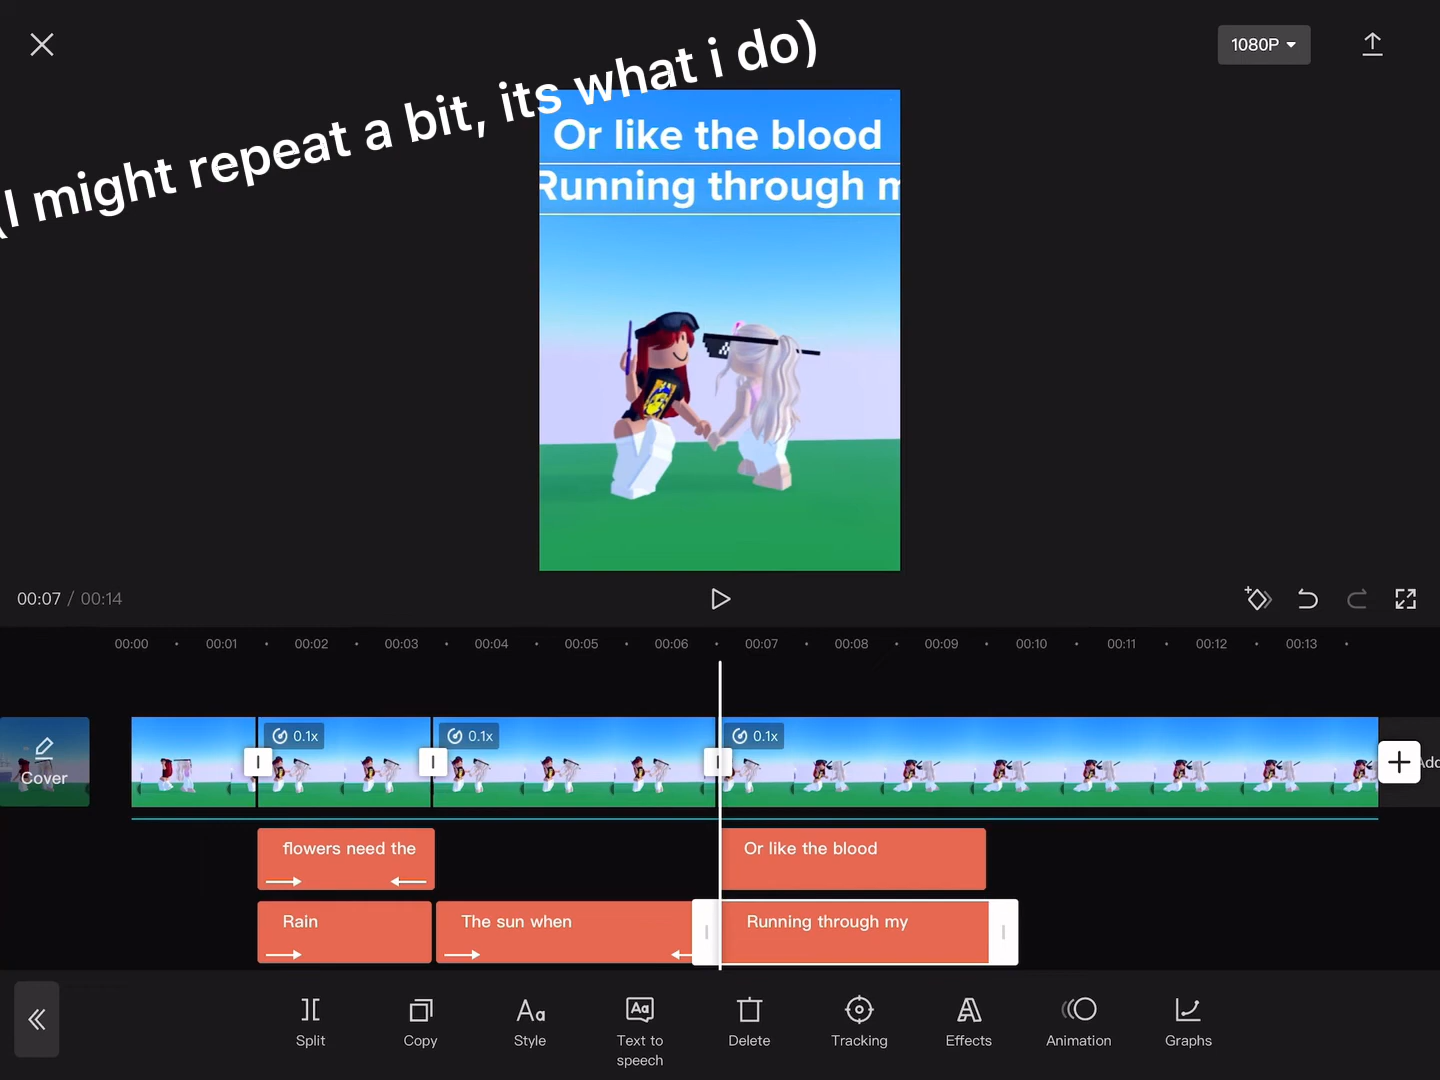 (I might repeat a bit, its what i do)
1080P
Or like the blood
Running through m
00:07 / 00:14
00:00 00:01 00:02 00:03 00:04 00:05 00:06 00:07 00:08 00:09 00:10 00:11 00:12 00:13
Cover
0.1x
0.1x
0.1x
Add
flowers need the
Or like the blood
Rain
The sun when
Running through my
Split
Copy
Style
Text to
speech
Delete
Tracking
Effects
Animation
Graphs